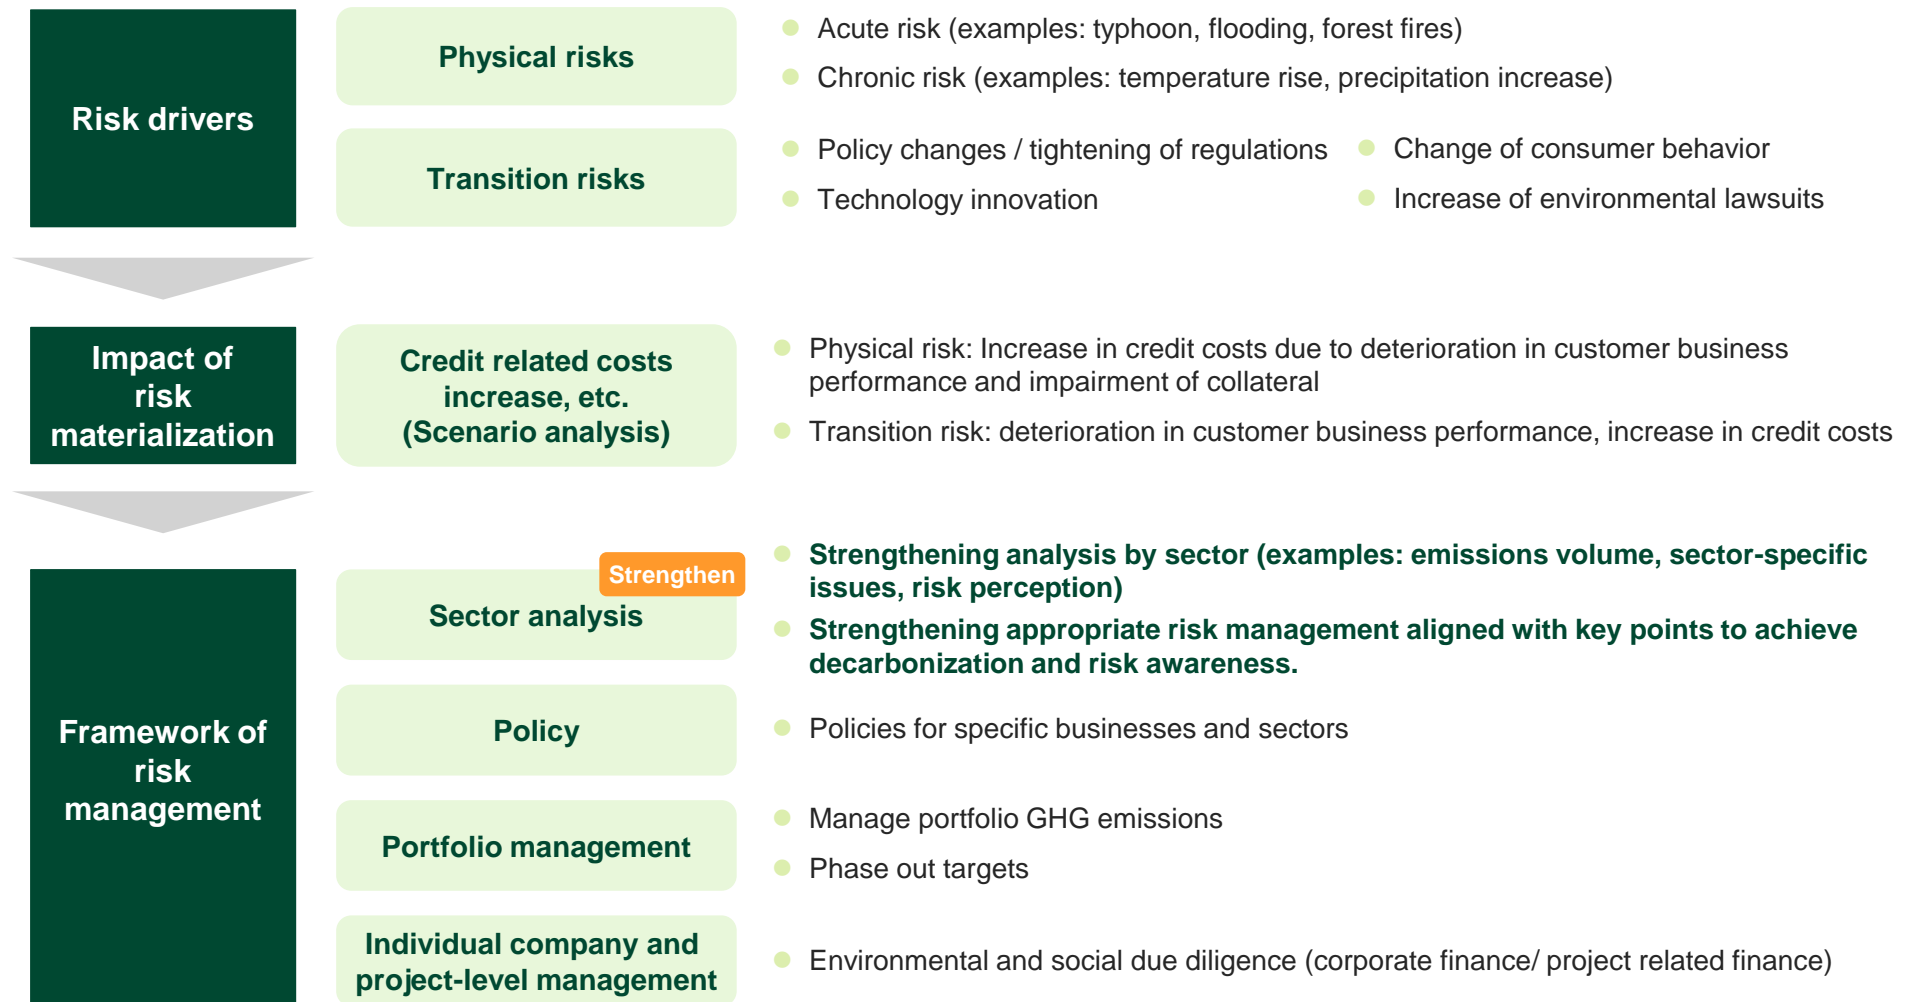 Risk drivers
Physical risks
Acute risk (examples: typhoon, flooding, forest fires)
Chronic risk (examples: temperature rise, precipitation increase)
Transition risks
Policy changes / tightening of regulations
Technology innovation
Change of consumer behavior
Increase of environmental lawsuits
Impact of
risk
materialization
Credit related costs
increase, etc.
(Scenario analysis)
Physical risk: Increase in credit costs due to deterioration in customer business
performance and impairment of collateral
Transition risk: deterioration in customer business performance, increase in credit costs
Framework of
risk
management
Strengthen
Sector analysis
Strengthening analysis by sector (examples: emissions volume, sector-specific
issues, risk perception)
Strengthening appropriate risk management aligned with key points to achieve
decarbonization and risk awareness.
Policy
Policies for specific businesses and sectors
Portfolio management
Manage portfolio GHG emissions
Phase out targets
Individual company and
project-level management
Environmental and social due diligence (corporate finance/ project related finance)